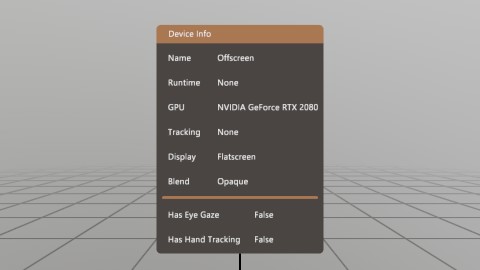 Device Info
Name Offscreen
Runtime None
GPU NVIDIA GeForce RTX 2080
Tracking None
Display Flatscreen
Blend Opaque
Has Eye Gaze False
Has Hand Tracking False